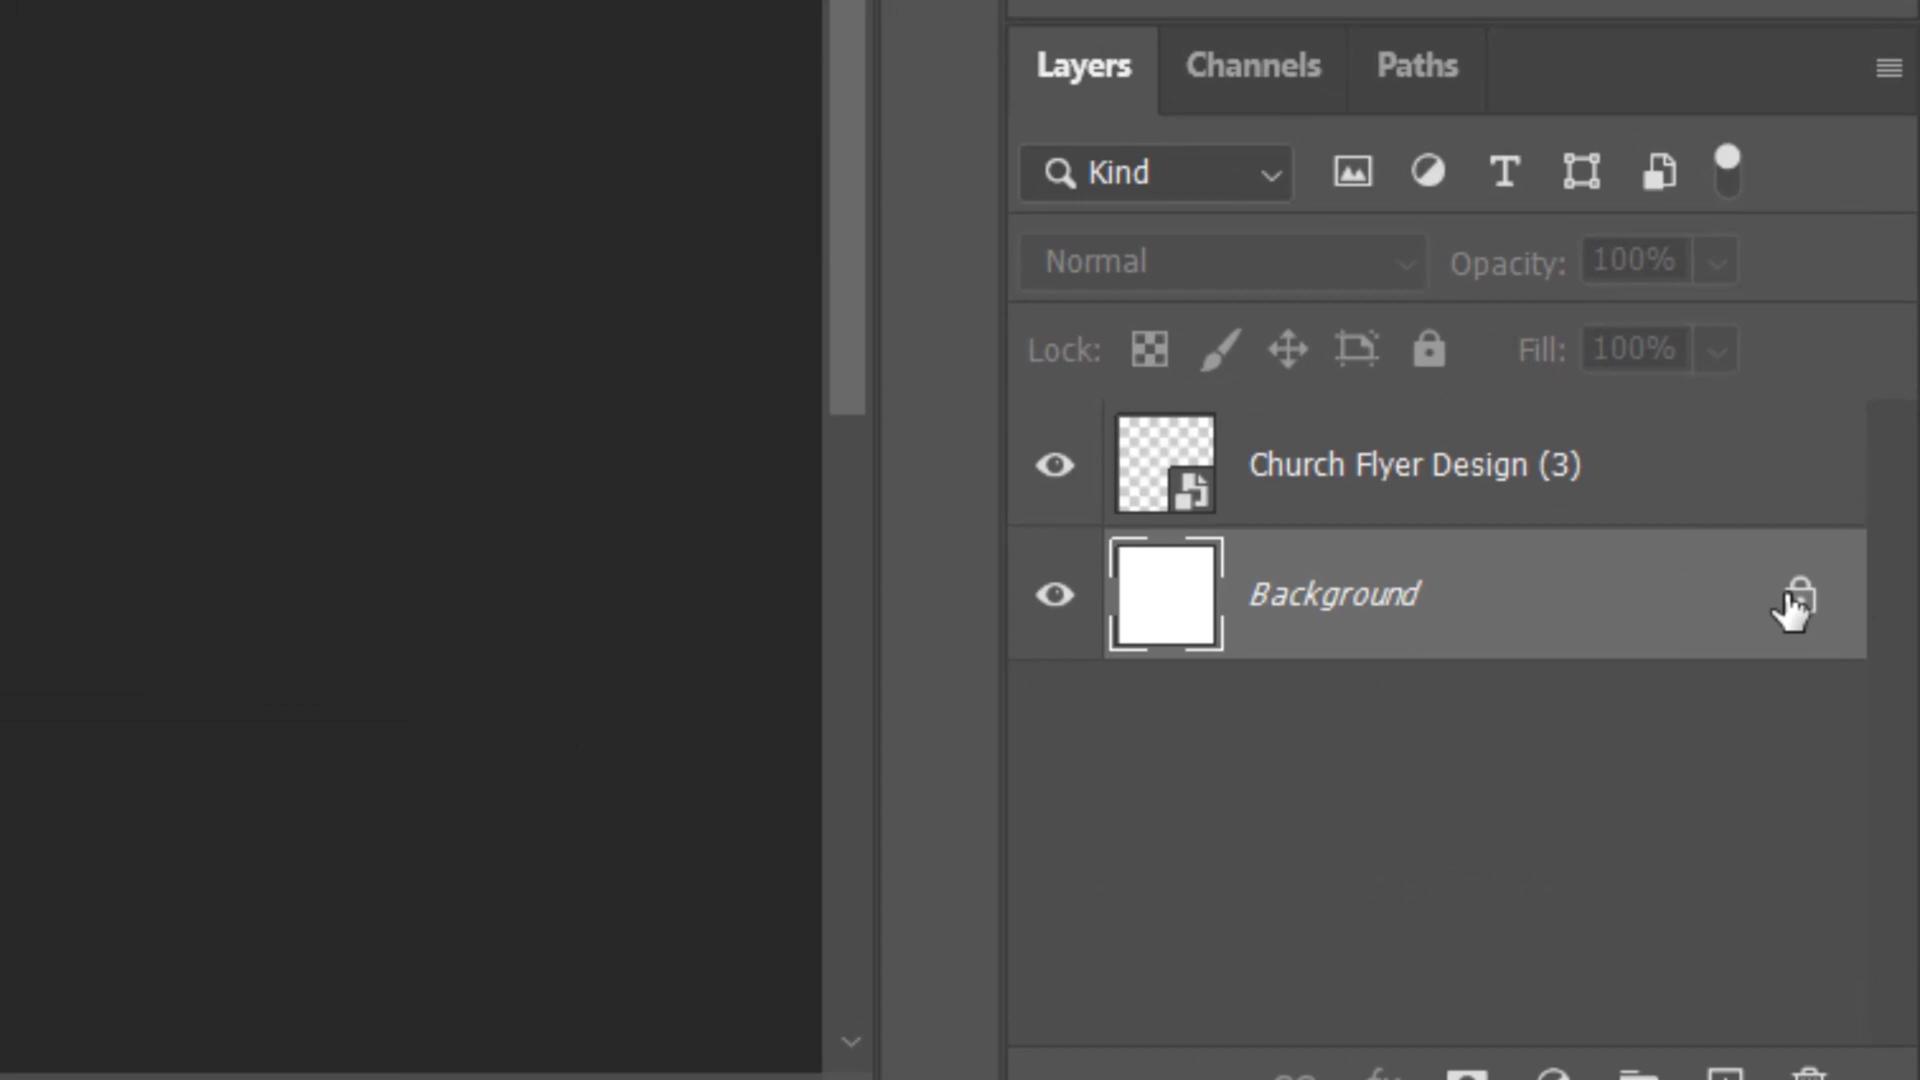 Layers Channels Paths
Kind
Normal Opacity: 100%
Lock: Fill: 100%
Church Flyer Design (3)
Background